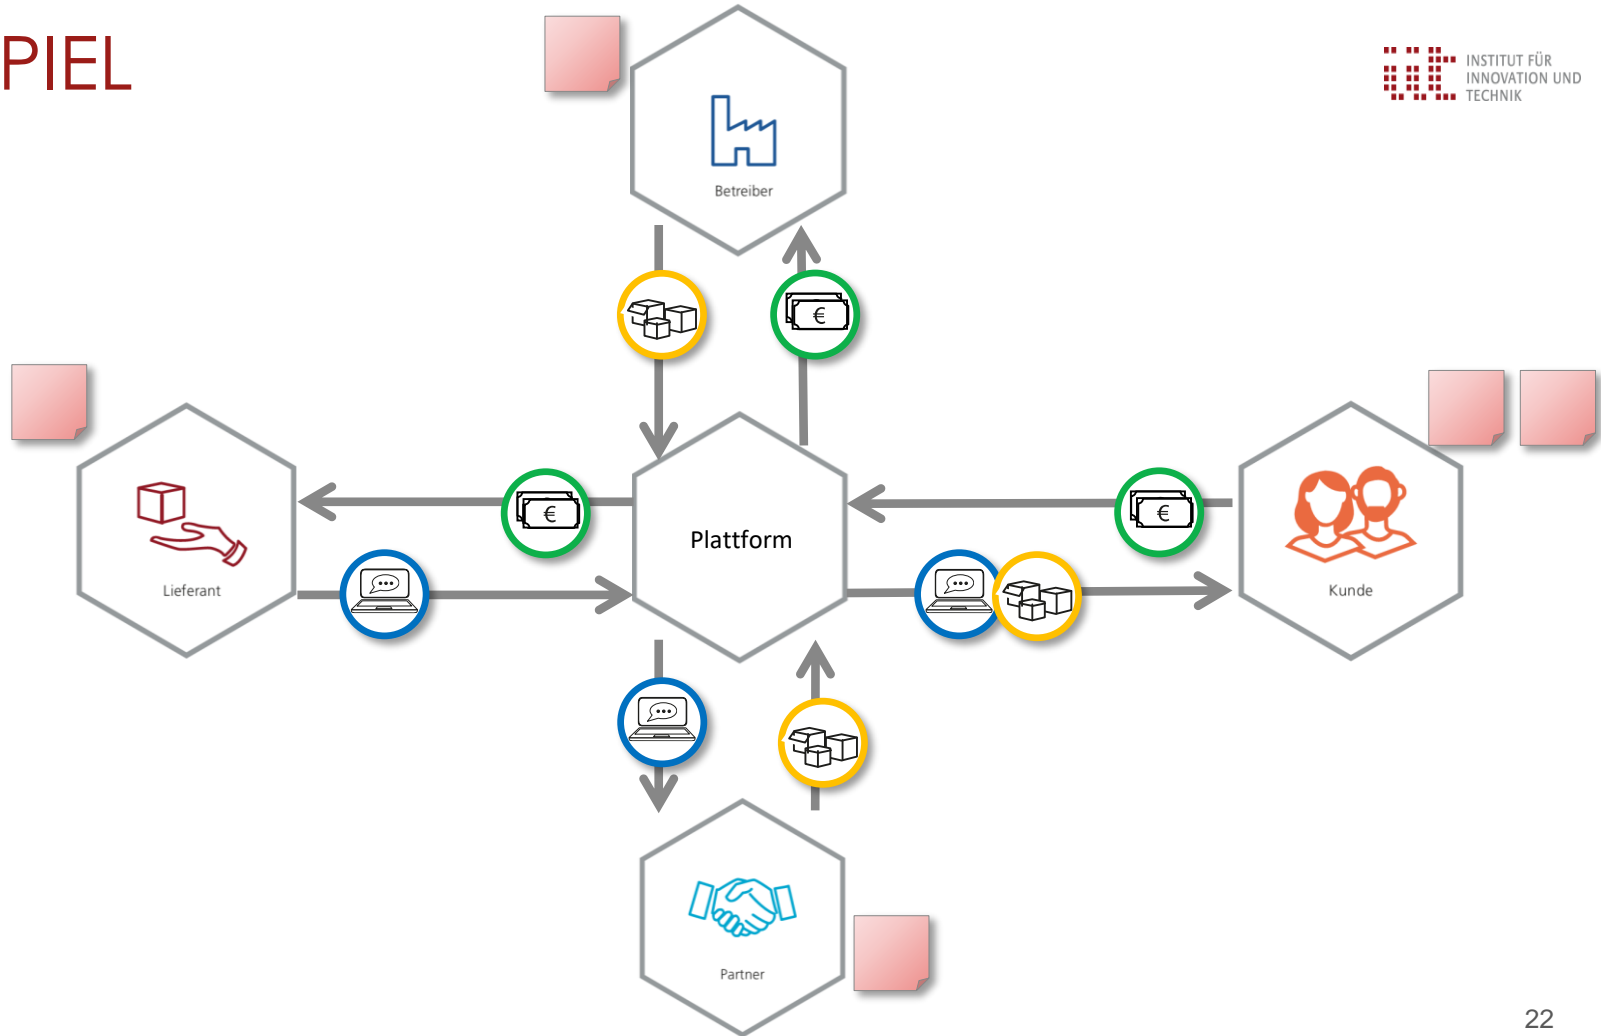 PIEL
INSTITUT FÜR
INNOVATION UND
TECHNIK
Betreiber
€
€
€
Plattform
Lieferant
Kunde
Partner
22